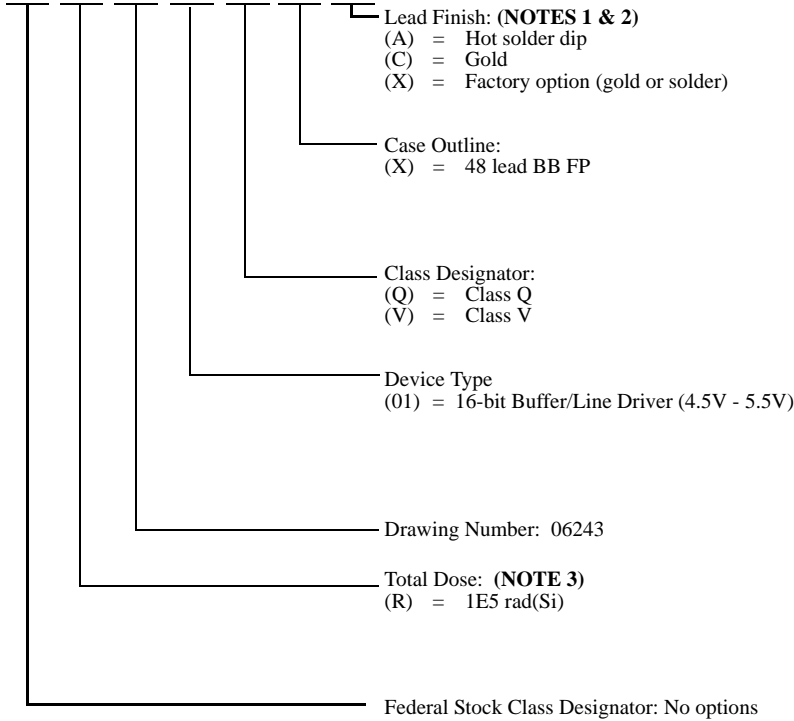 Lead Finish: (NOTES 1 & 2)
(A) = Hot solder dip
(C) = Gold
(X) = Factory option (gold or solder)
Case Outline:
(X) = 48 lead BB FP
Class Designator:
(Q) = Class Q
(V) = Class V
Device Type
(01) = 16-bit Buffer/Line Driver (4.5V - 5.5V)
Drawing Number: 06243
Total Dose: (NOTE 3)
(R) = 1E5 rad(Si)
Federal Stock Class Designator: No options